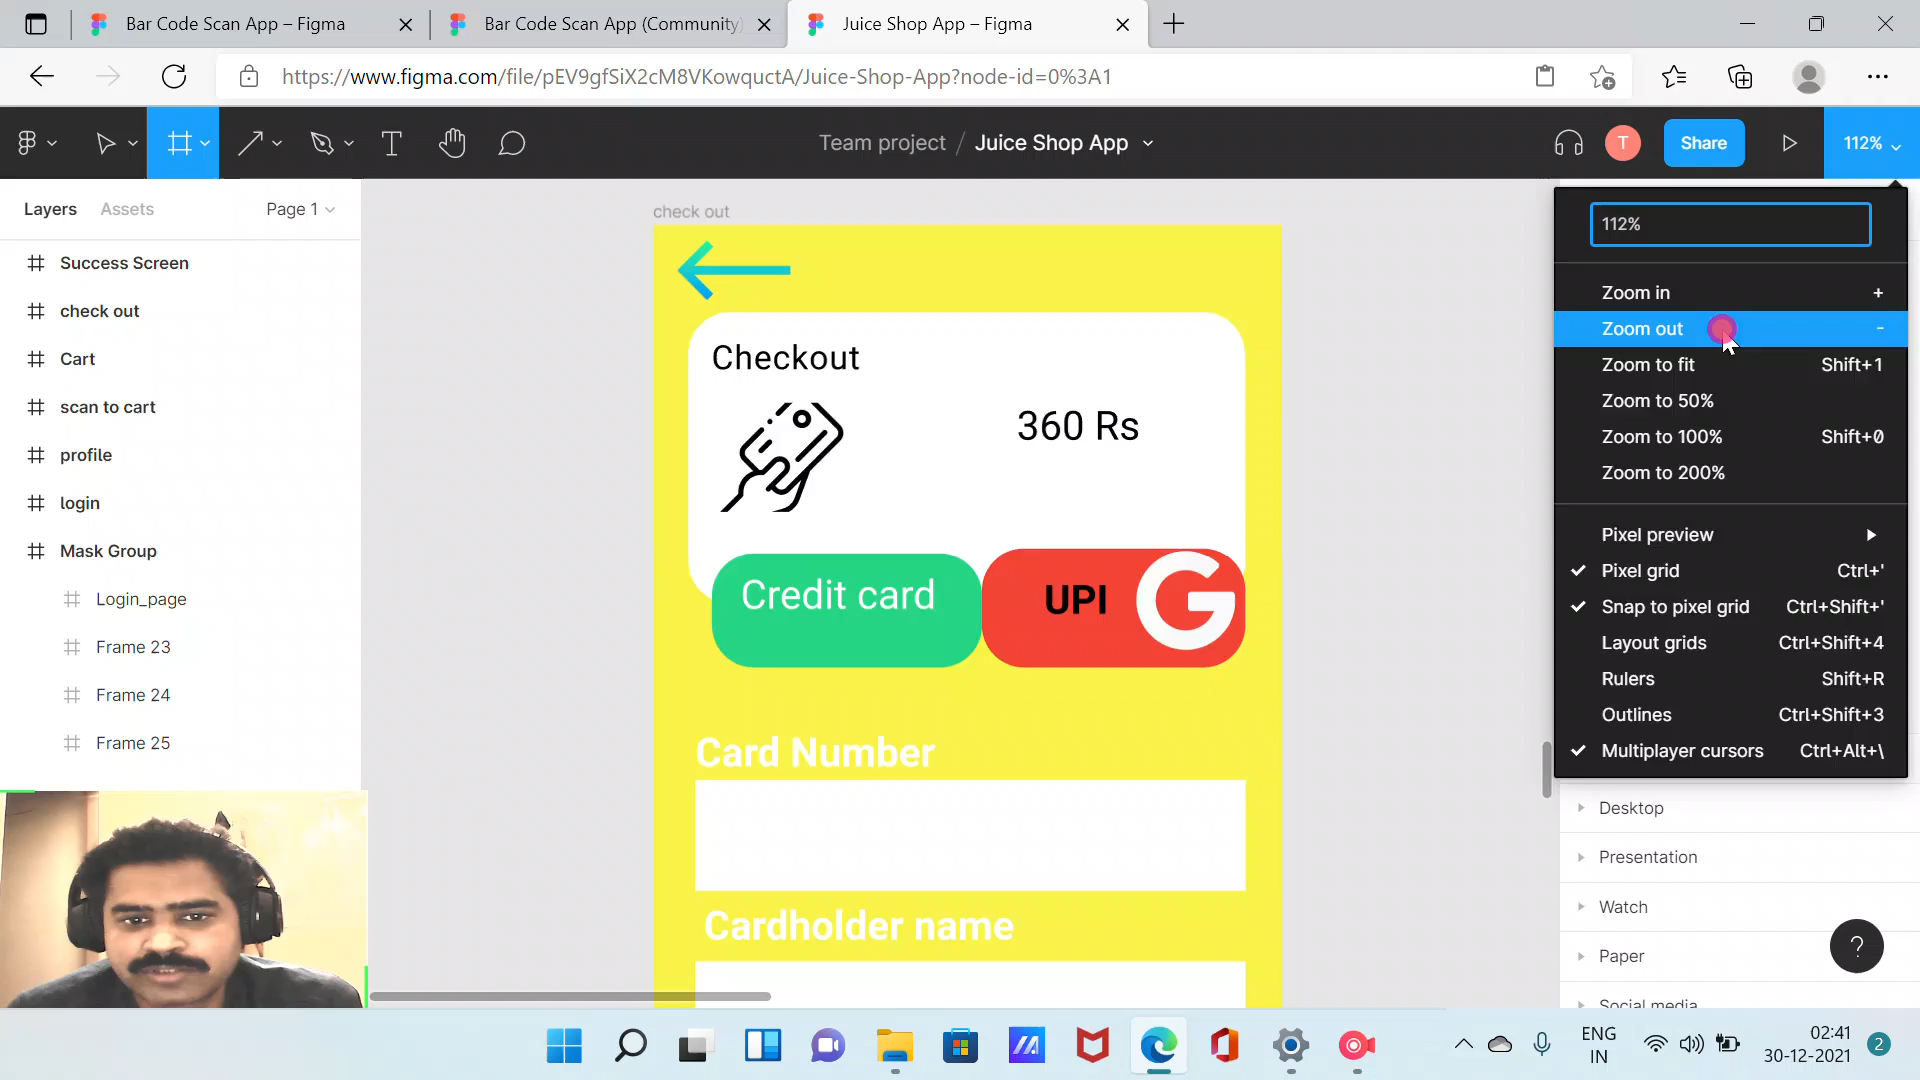 Bar Code Scan App – Figma
Bar Code Scan App (Community)
Juice Shop App – Figma
https://www.figma.com/file/pEV9gfSiX2cM8VKowquctA/Juice-Shop-App?node-id=0%3A1
Team project / Juice Shop App
T
Share
112%
Layers
Assets
Page 1
Success Screen
check out
Cart
scan to cart
profile
login
Mask Group
Login_page
Frame 23
Frame 24
Frame 25
check out
Checkout
360 Rs
Credit card
UPI
G
Card Number
Cardholder name
112%
Zoom in +
Zoom out -
Zoom to fit Shift+1
Zoom to 50%
Zoom to 100% Shift+0
Zoom to 200%
Pixel preview
Pixel grid Ctrl+'
Snap to pixel grid Ctrl+Shift+'
Layout grids Ctrl+Shift+4
Rulers Shift+R
Outlines Ctrl+Shift+3
Multiplayer cursors Ctrl+Alt+\
Desktop
Presentation
Watch
Paper
Social media
?
ENG
IN
02:41
30-12-2021
2